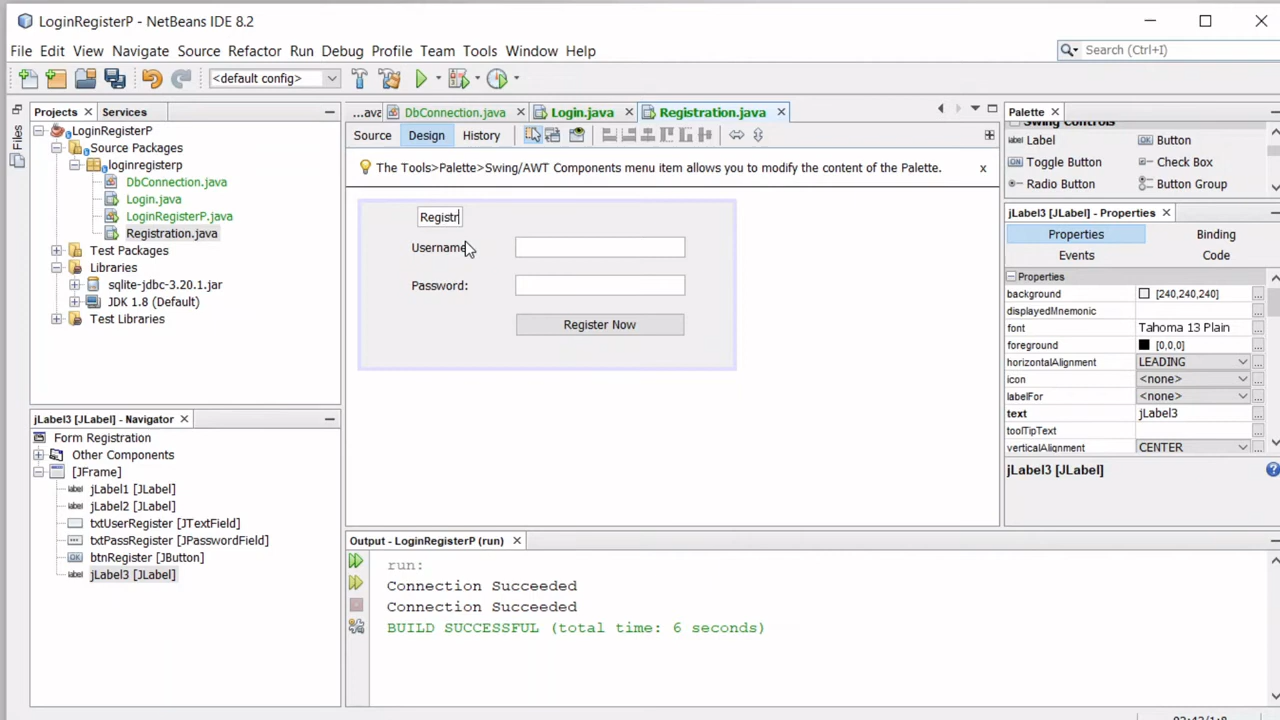 LoginRegisterP - NetBeans IDE 8.2
File Edit View Navigate Source Refactor Run Debug Profile Team Tools Window Help
Search (Ctrl+I)
<default config>
Projects
Services
Files
LoginRegisterP
Source Packages
loginregisterp
DbConnection.java
Login.java
LoginRegisterP.java
Registration.java
Test Packages
Libraries
sqlite-jdbc-3.20.1.jar
JDK 1.8 (Default)
Test Libraries
jLabel3 [JLabel] - Navigator
Form Registration
Other Components
[JFrame]
jLabel1 [JLabel]
jLabel2 [JLabel]
txtUserRegister [JTextField]
txtPassRegister [JPasswordField]
btnRegister [JButton]
jLabel3 [JLabel]
...ava DbConnection.java Login.java Registration.java
Source Design History
The Tools>Palette>Swing/AWT Components menu item allows you to modify the content of the Palette. x
Registr
Username
Password:
Register Now
Output - LoginRegisterP (run)
run:
Connection Succeeded
Connection Succeeded
BUILD SUCCESSFUL (total time: 6 seconds)
Palette
Swing Controls
label Label OK Button
ON Toggle Button Check Box
Radio Button Button Group
jLabel3 [JLabel] - Properties
Properties Binding
Events Code
Properties
background [240,240,240] ...
displayedMnemonic ...
font Tahoma 13 Plain ...
foreground [0,0,0] ...
horizontalAlignment LEADING ...
icon <none> ...
labelFor <none> ...
text jLabel3 ...
toolTipText ...
verticalAlignment CENTER ...
jLabel3 [JLabel]